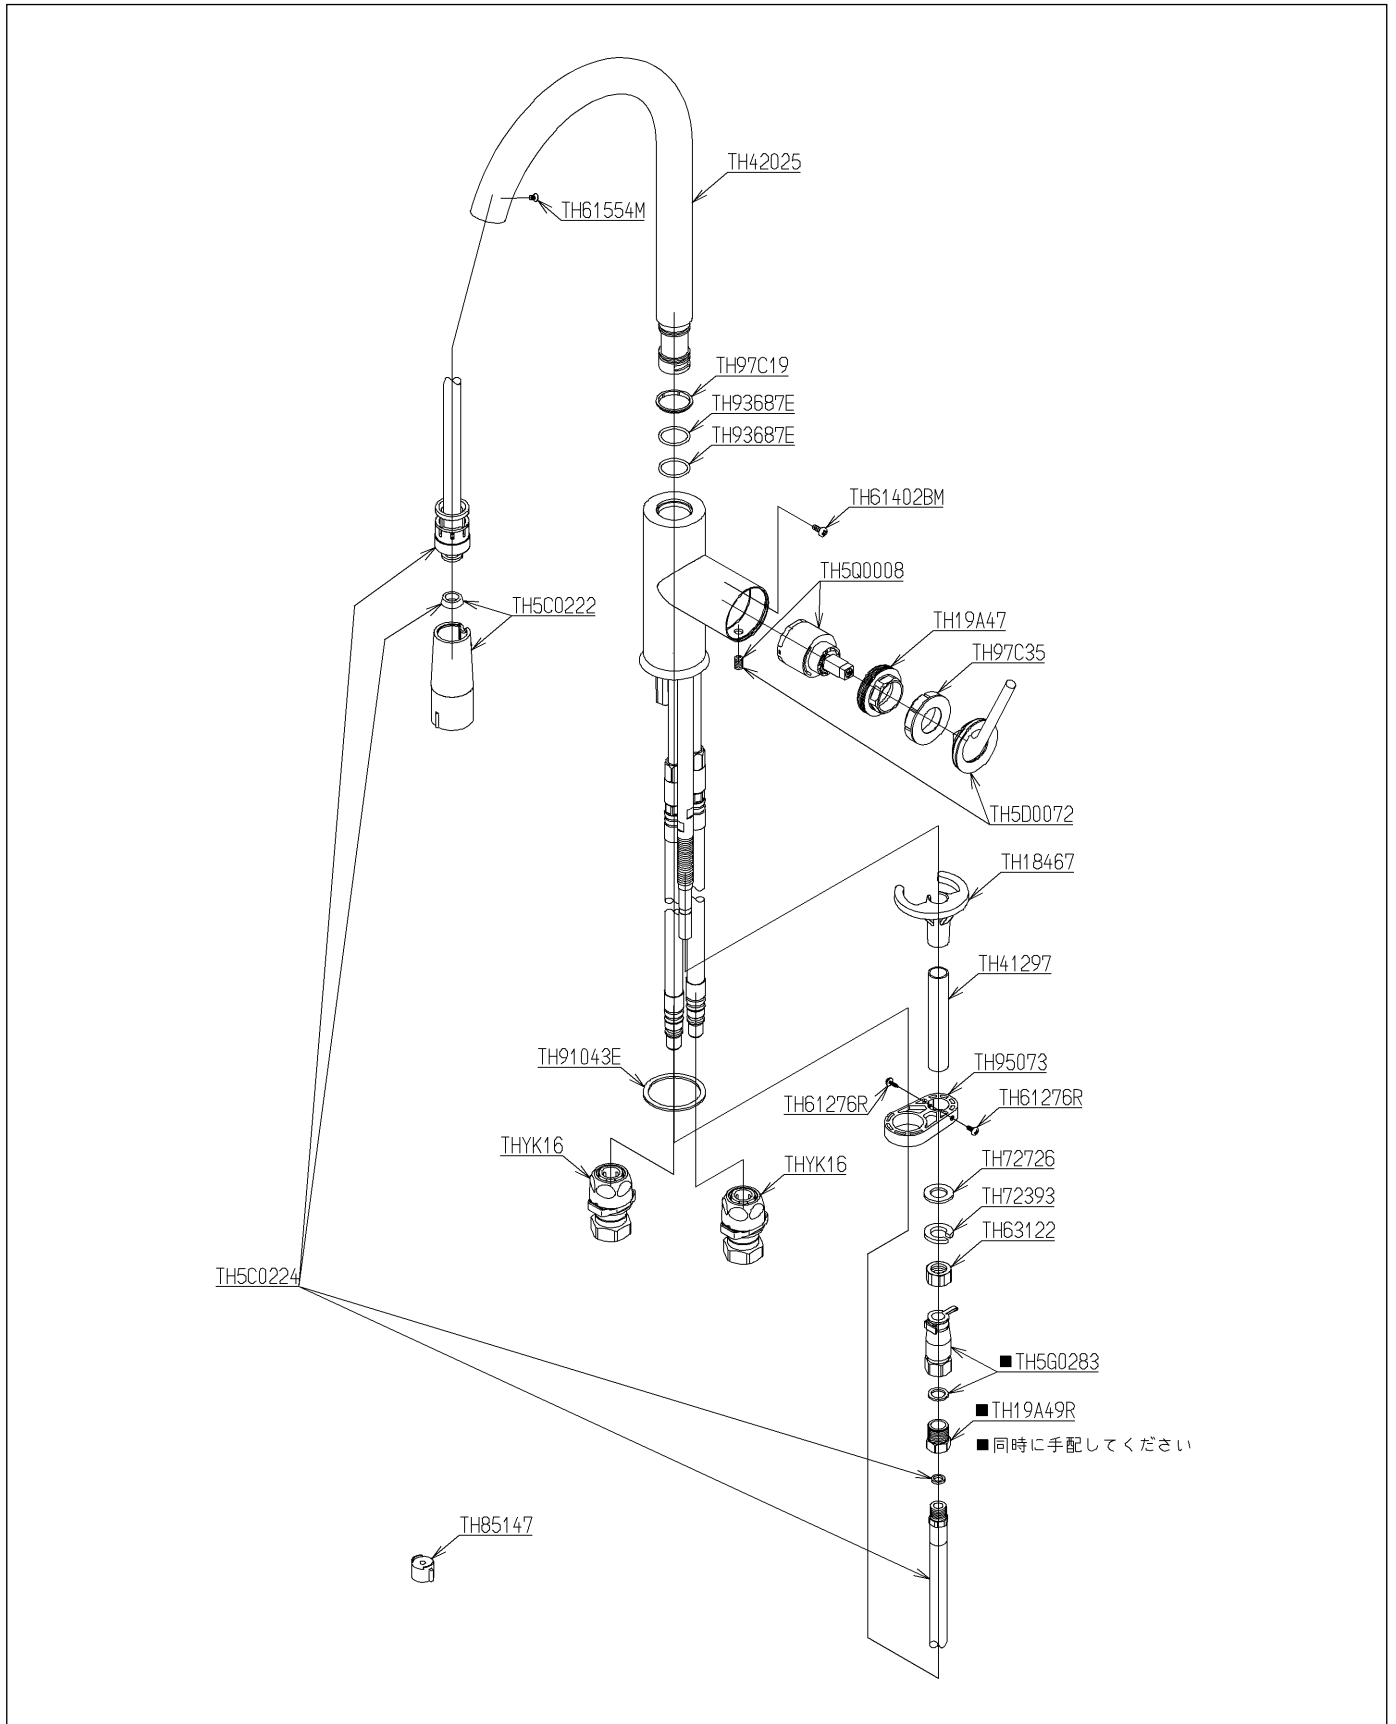 TH42025
TH61554M
TH97C19
TH93687E
TH93687E
TH61402BM
TH5Q0008
TH5C0222
TH19A47
TH97C35
TH5D0072
TH18467
TH41297
TH91043E
TH95073
TH61276R
TH61276R
THYK16
THYK16
TH72726
TH72393
TH63122
TH5C0224
■TH5G0283
■TH19A49R
■同時に手配してください
TH85147